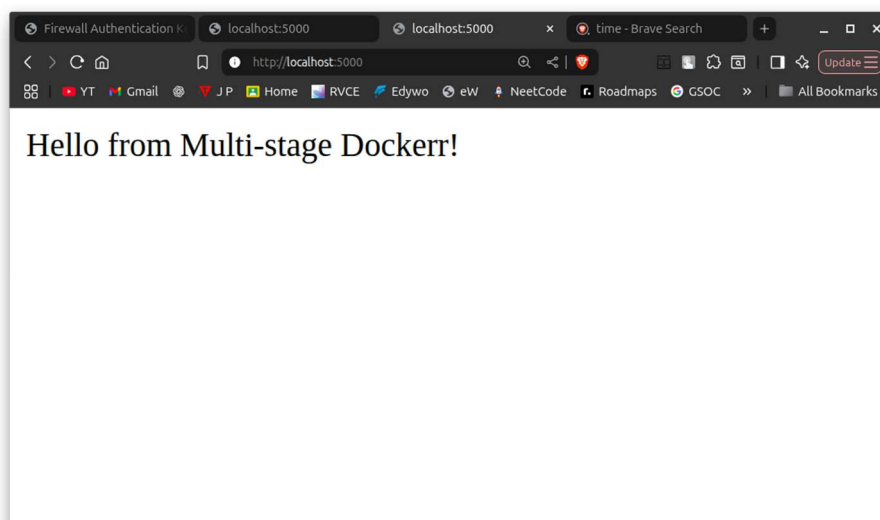 Firewall Authentication K
localhost:5000
localhost:5000
time - Brave Search
http://localhost:5000
Update
YT
Gmail
J P
Home
RVCE
Edywo
eW
NeetCode
Roadmaps
GSOC
»
All Bookmarks
Hello from Multi-stage Dockerr!